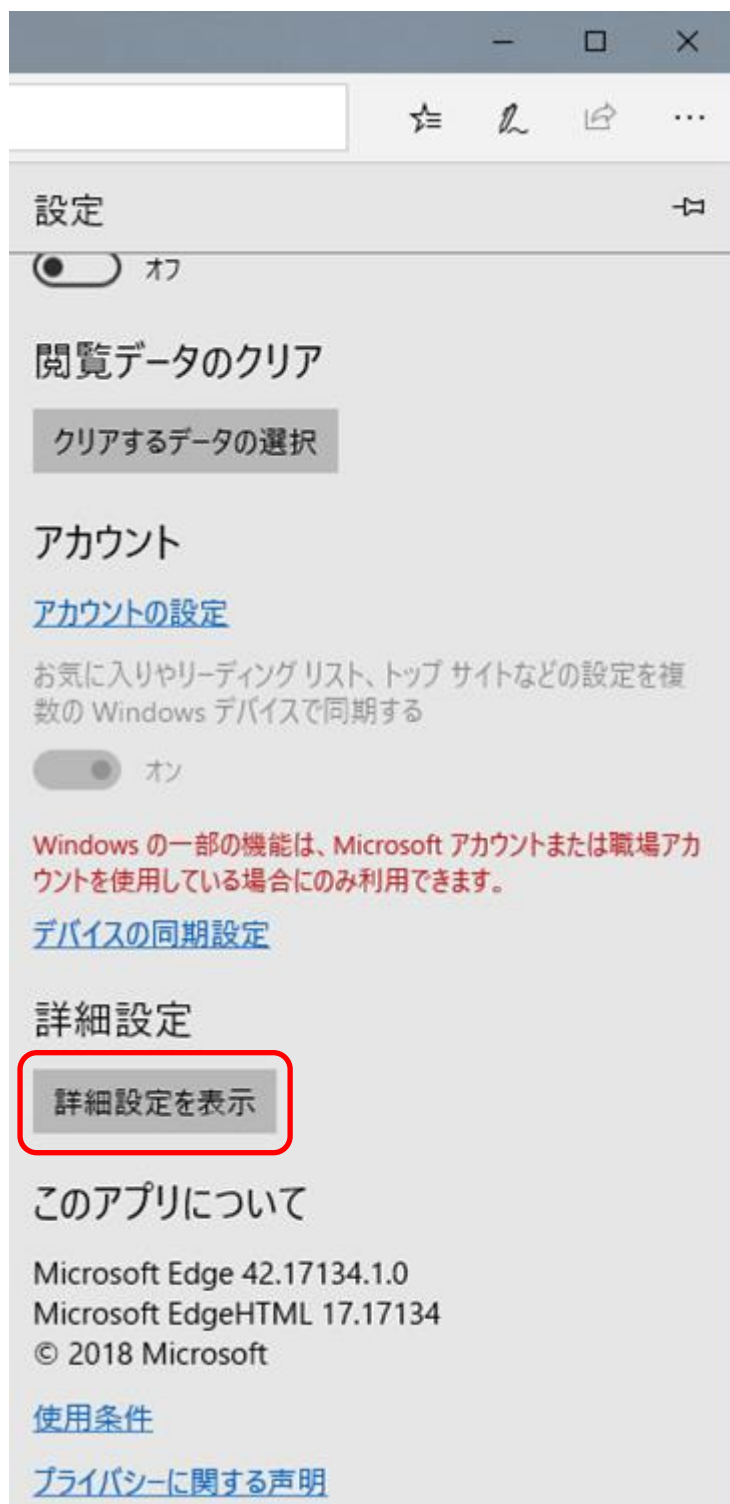 設定
オフ
閲覧データのクリア
クリアするデータの選択
アカウント
アカウントの設定
お気に入りやリーディング リスト、トップ サイトなどの設定を複
数の Windows デバイスで同期する
オン
Windows の一部の機能は、Microsoft アカウントまたは職場アカ
ウントを使用している場合にのみ利用できます。
デバイスの同期設定
詳細設定
詳細設定を表示
このアプリについて
Microsoft Edge 42.17134.1.0
Microsoft EdgeHTML 17.17134
© 2018 Microsoft
使用条件
プライバシーに関する声明